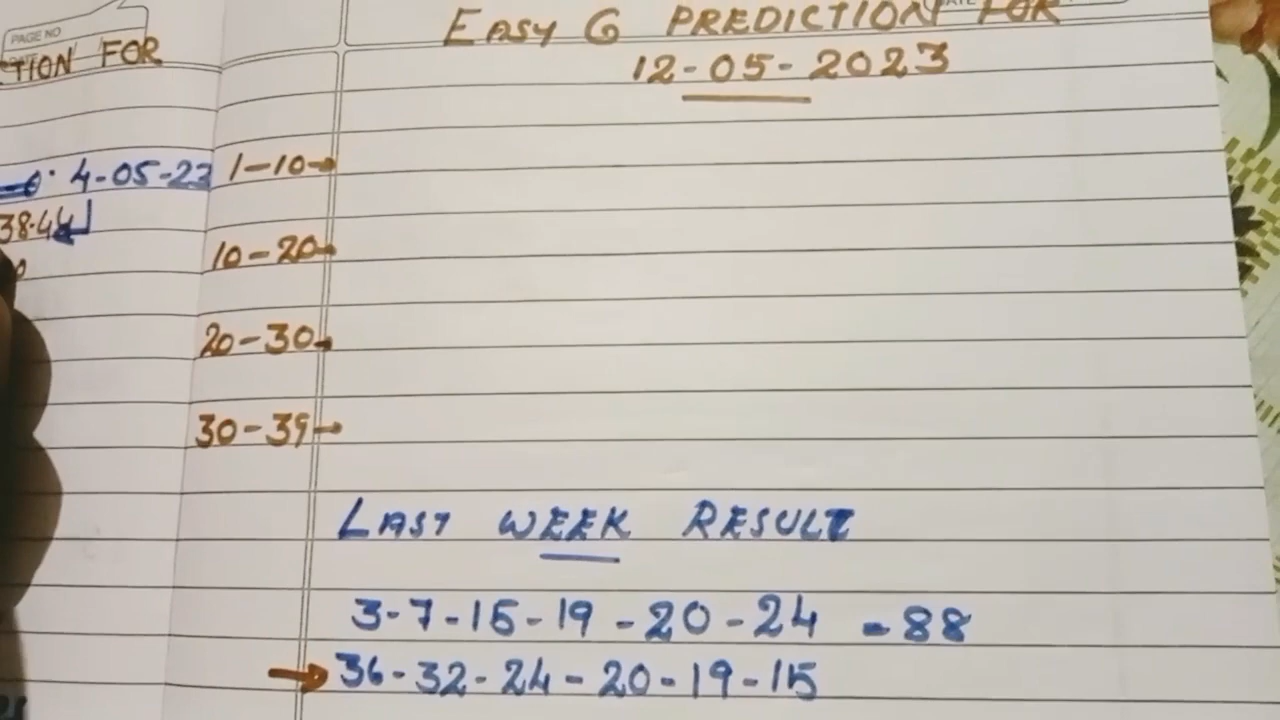 PAGE NO
TION FOR
4-05-23
38-44
EASY 6 PREDICTION FOR
12-05-2023
1-10→
10-20→
20-30→
30-39→
LAST WEEK RESULT
3-7-15-19-20-24 - 88
→ 36-32-24-20-19-15